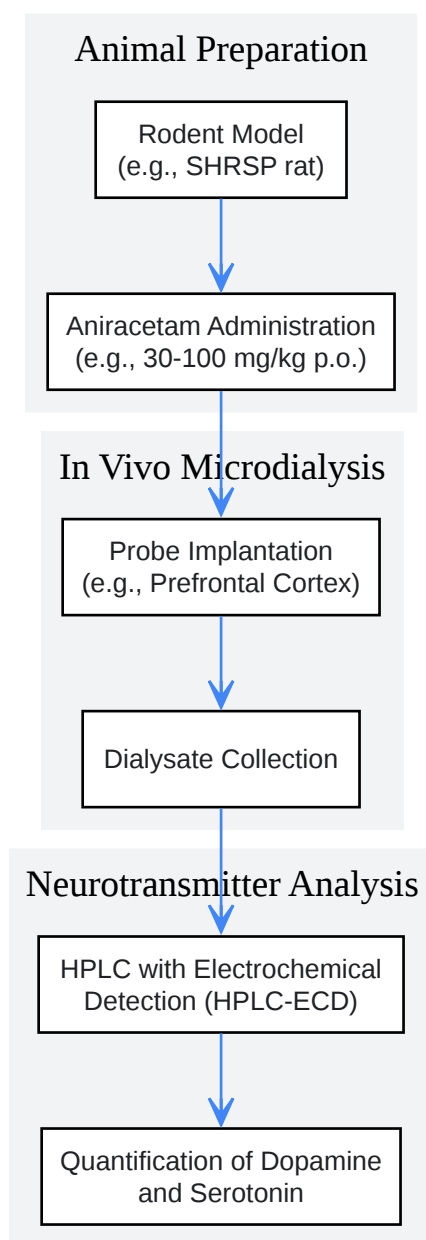 Animal Preparation
Rodent Model
(e.g., SHRSP rat)
Aniracetam Administration
(e.g., 30-100 mg/kg p.o.)
In Vivo Microdialysis
Probe Implantation
(e.g., Prefrontal Cortex)
Dialysate Collection
Neurotransmitter Analysis
HPLC with Electrochemical
Detection (HPLC-ECD)
Quantification of Dopamine
and Serotonin